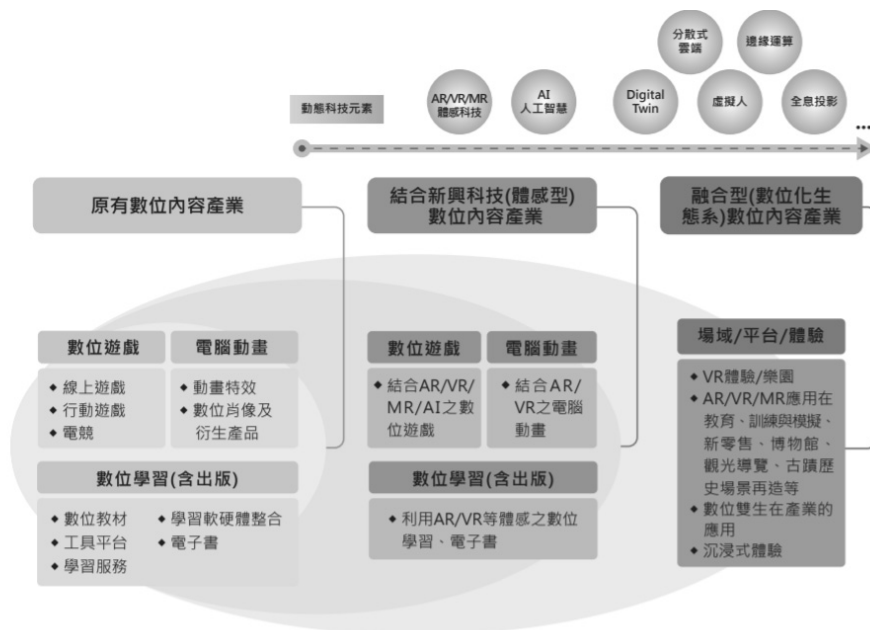 分散式
雲端
邊緣運算
動態科技元素
AR/VR/MR
體感科技
AI
人工智慧
Digital
Twin
虛擬人
全息投影
...
原有數位內容產業
結合新興科技(體感型)
數位內容產業
融合型(數位化生
態系)數位內容產業
數位遊戲
◆ 線上遊戲
◆ 行動遊戲
◆ 電競
電腦動畫
◆ 動畫特效
◆ 數位肖像及
衍生產品
數位學習(含出版)
◆ 數位教材
◆ 工具平台
◆ 學習服務
◆ 學習軟硬體整合
◆ 電子書
數位遊戲
◆ 結合AR/VR/
MR/AI之數
位遊戲
電腦動畫
◆ 結合AR/
VR之電腦
動畫
數位學習(含出版)
◆ 利用AR/VR等體感之數位
學習、電子書
場域/平台/體驗
◆ VR體驗/樂園
◆ AR/VR/MR應用在
教育、訓練與模擬、
新零售、博物館、
觀光導覽、古蹟歷
史場景再造等
◆ 數位雙生在產業的
應用
◆ 沉浸式體驗